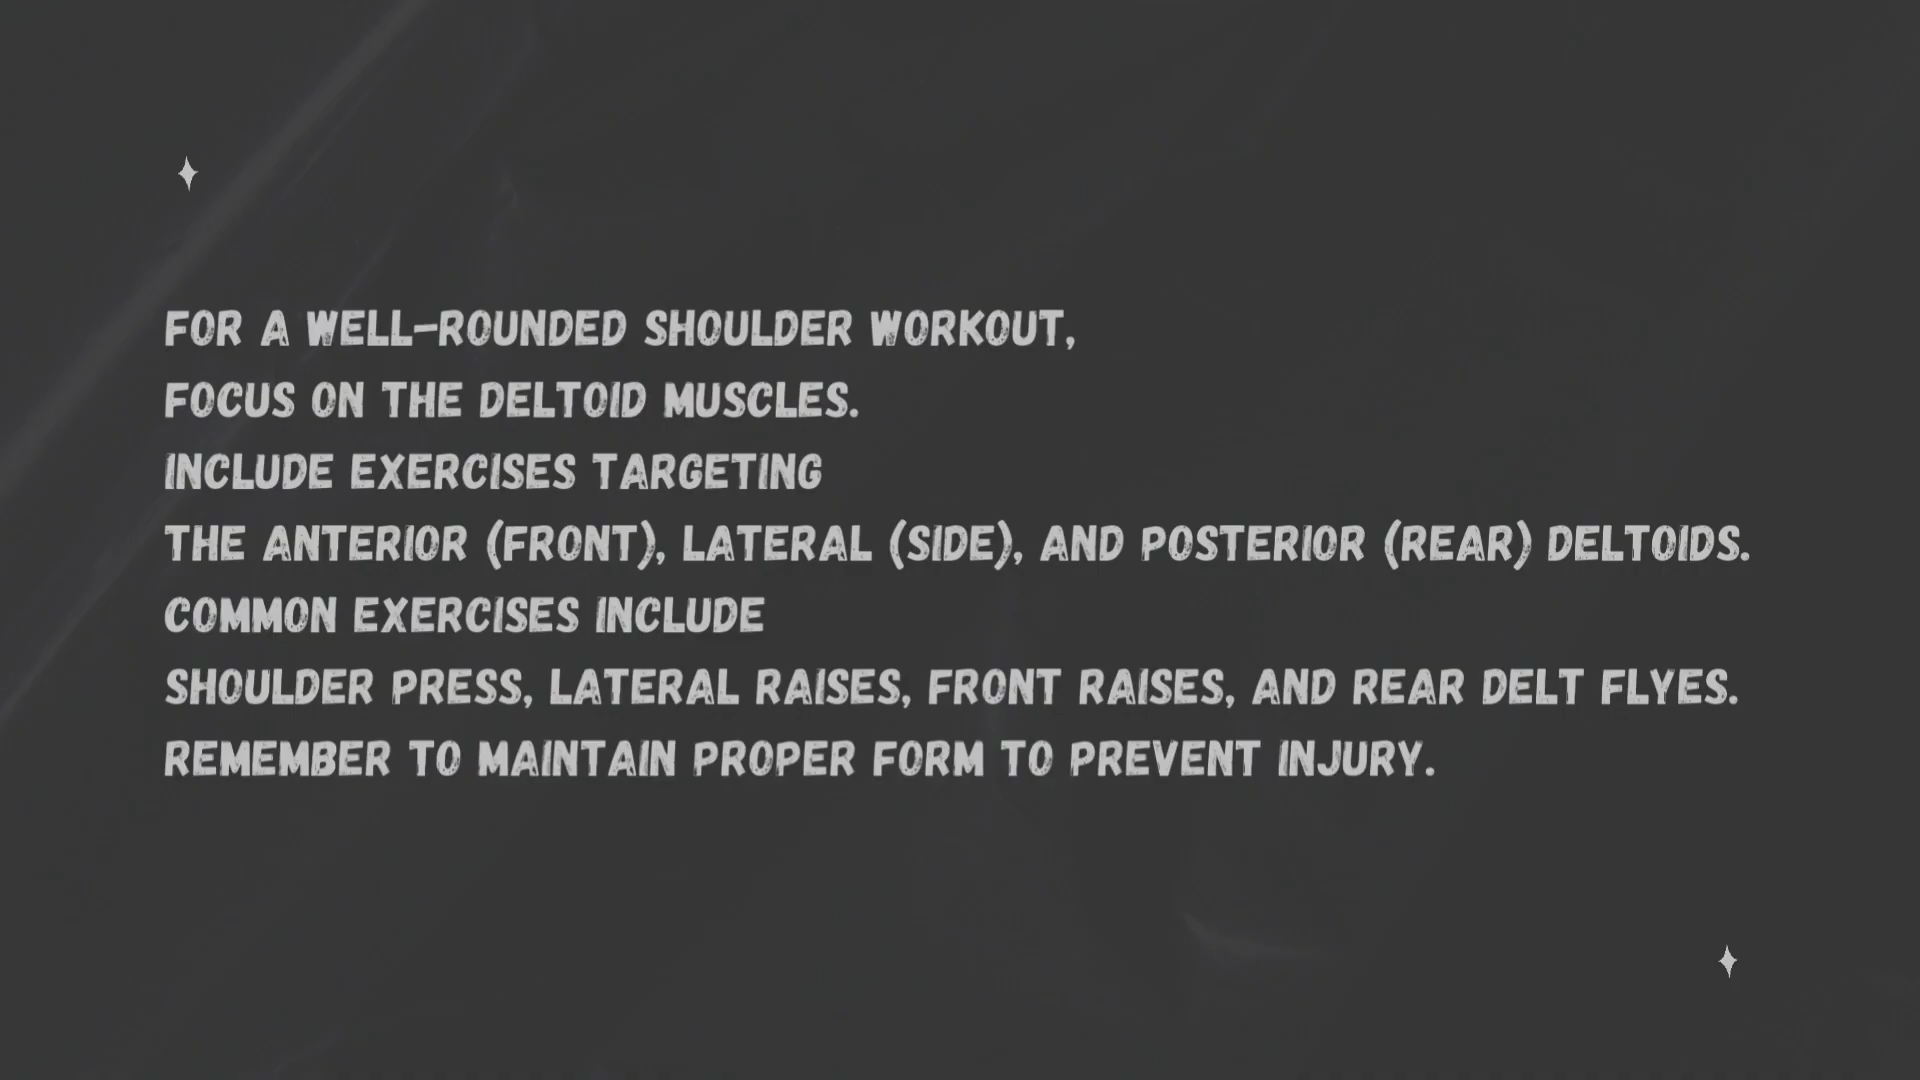 FOR A WELL-ROUNDED SHOULDER WORKOUT,
FOCUS ON THE DELTOID MUSCLES.
INCLUDE EXERCISES TARGETING
THE ANTERIOR (FRONT), LATERAL (SIDE), AND POSTERIOR (REAR) DELTOIDS.
COMMON EXERCISES INCLUDE
SHOULDER PRESS, LATERAL RAISES, FRONT RAISES, AND REAR DELT FLYES.
REMEMBER TO MAINTAIN PROPER FORM TO PREVENT INJURY.